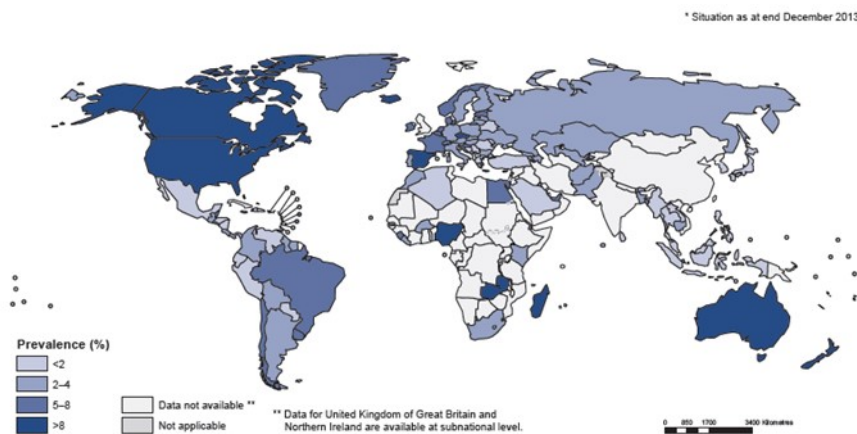 * Situation as at end December 2013
Prevalence (%)
<2
2–4
5–8
>8
Data not available **
Not applicable
** Data for United Kingdom of Great Britain and
Northern Ireland are available at subnational level.
0 850 1700 3400 Kilometres